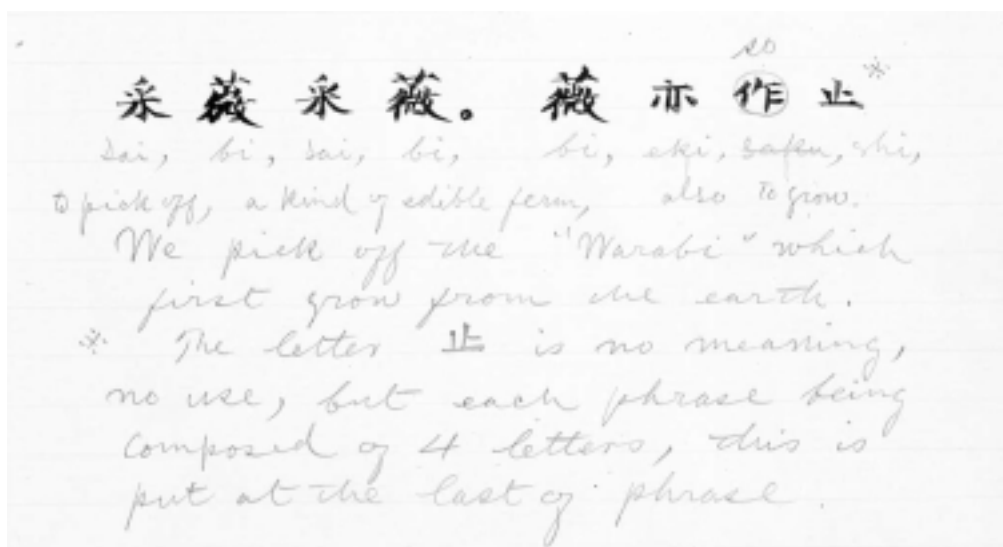 so
采薇采薇。薇亦作止※
sai, bi, sai, bi, bi, eki, saku, shi,
to pick off, a kind of edible fern, also to grow.
We pick off the "Warabi" which
first grow from the earth.
※ The letter 止 is no meaning,
no use, but each phrase being
composed of 4 letters, this is
put at the last of phrase.